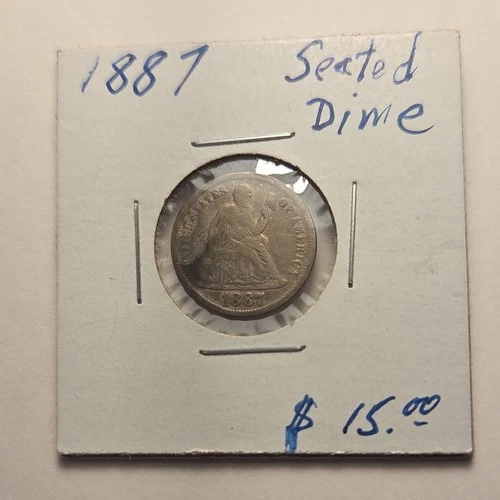 1887 Seated
Dime
UNITED STATES OF AMERICA
1887
$ 15.00